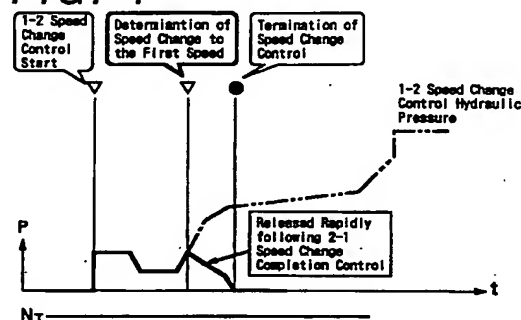 1-2 Speed
Change
Control
Start
Determiantion of
Speed Change to
the First Speed
Termination of
Speed Change
Control
1-2 Speed Change
Control Hydraulic
Pressure
P
Released Rapidly
following 2-1
Speed Change
Completion Control
t
NT